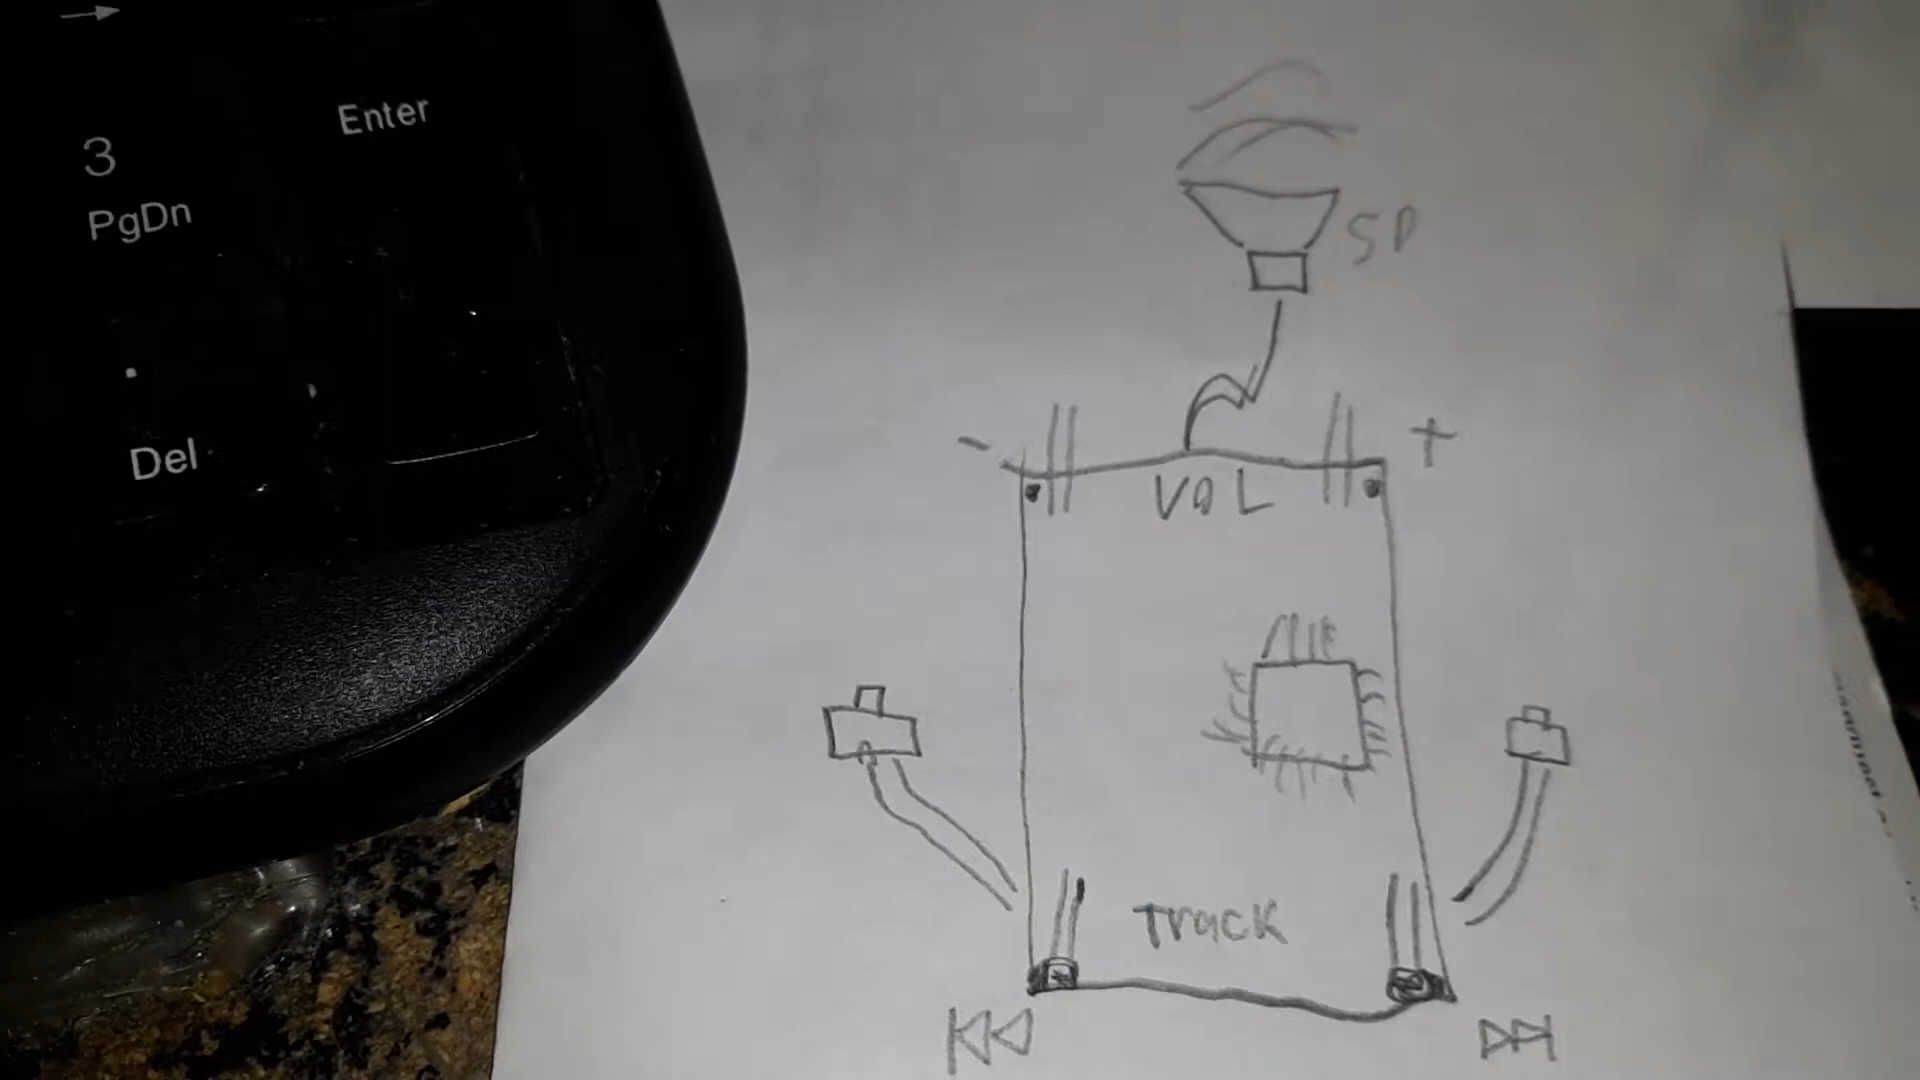 Enter
3
PgDn
.
Del
SP
- +
VOL
Track